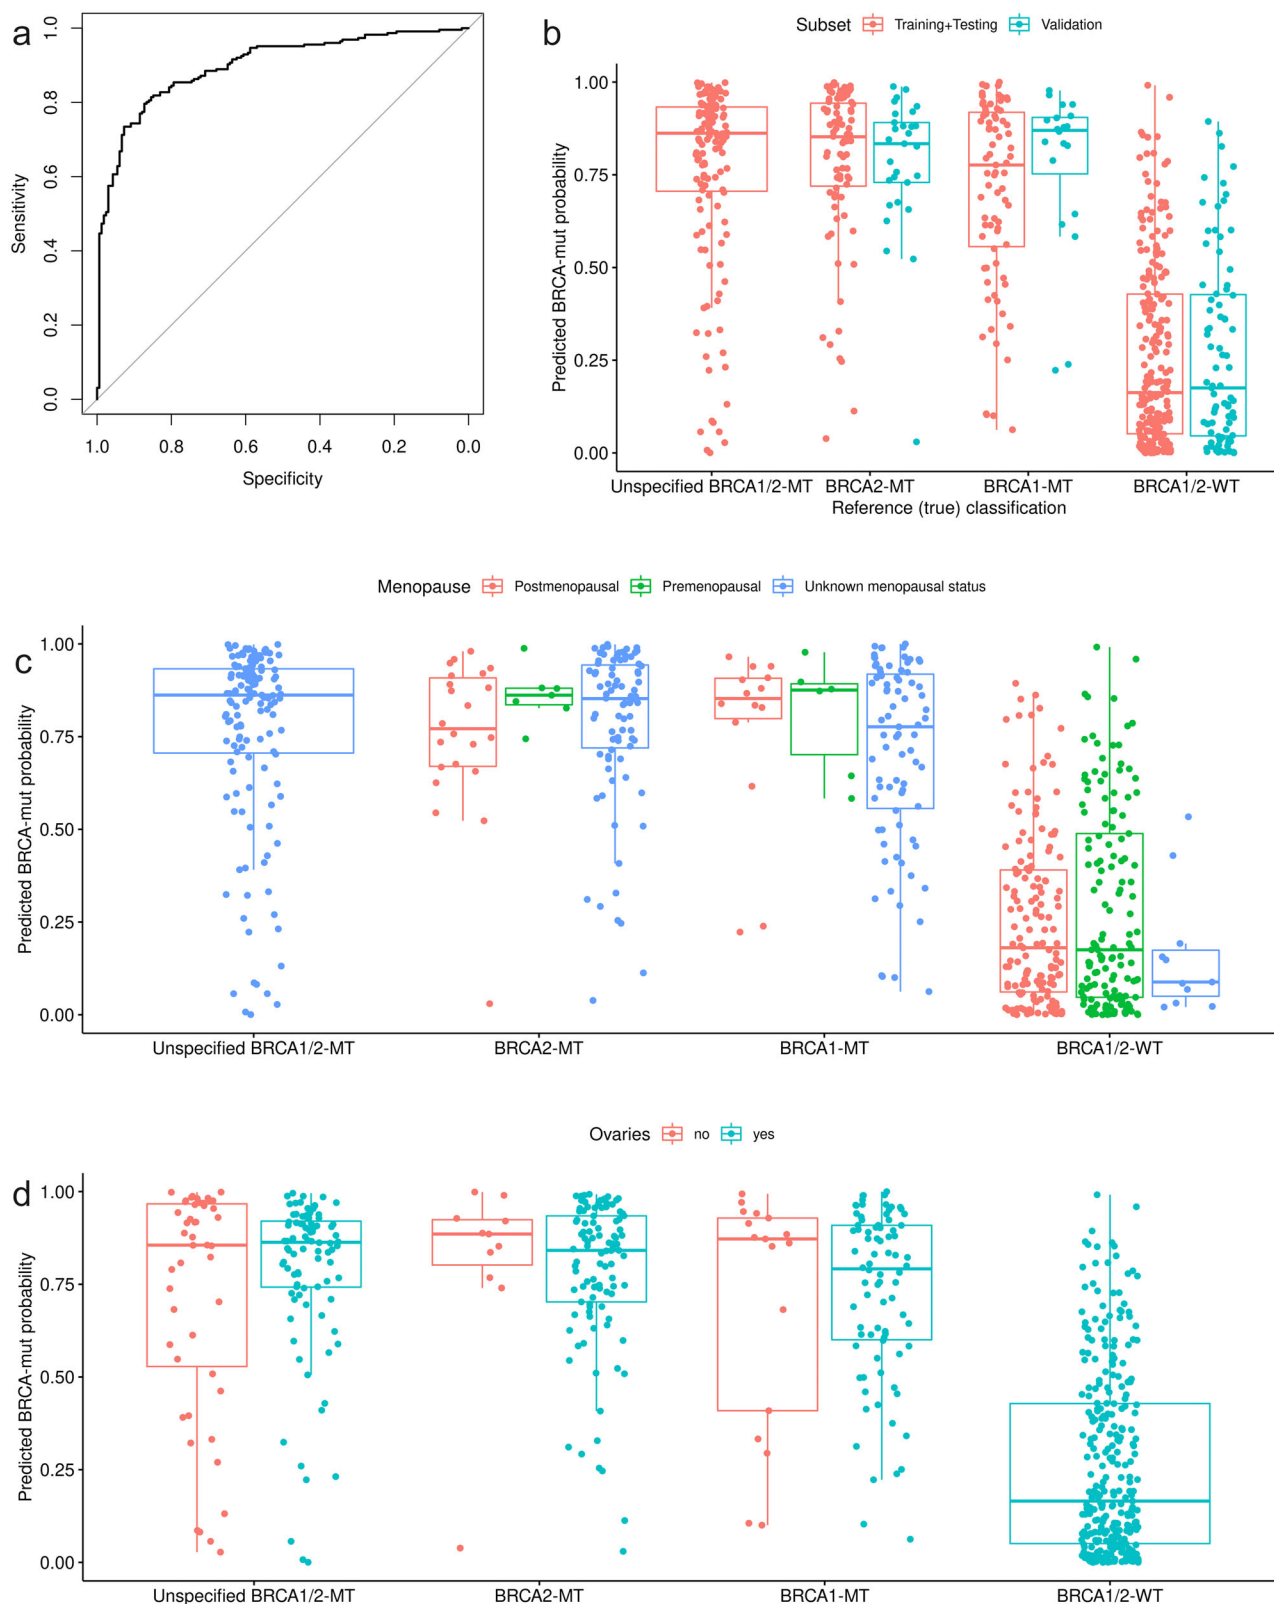 a
1.0
0.8
0.6
0.4
0.2
0.0
Sensitivity
1.0 0.8 0.6 0.4 0.2 0.0
Specificity
b
Subset Training+Testing Validation
1.00
0.75
0.50
0.25
0.00
Predicted BRCA-mut probability
Unspecified BRCA1/2-MT BRCA2-MT BRCA1-MT BRCA1/2-WT
Reference (true) classification
c
Menopause Postmenopausal Premenopausal Unknown menopausal status
1.00
0.75
0.50
0.25
0.00
Predicted BRCA-mut probability
Unspecified BRCA1/2-MT BRCA2-MT BRCA1-MT BRCA1/2-WT
d
Ovaries no yes
1.00
0.75
0.50
0.25
0.00
Predicted BRCA-mut probability
Unspecified BRCA1/2-MT BRCA2-MT BRCA1-MT BRCA1/2-WT